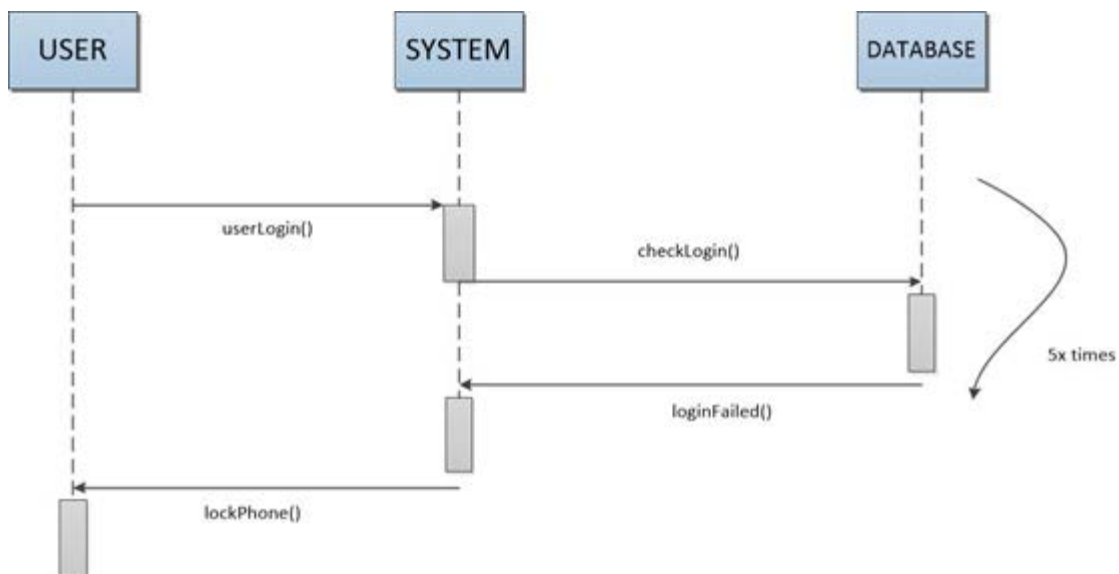 USER
SYSTEM
DATABASE
userLogin()
checkLogin()
5x times
loginFailed()
lockPhone()